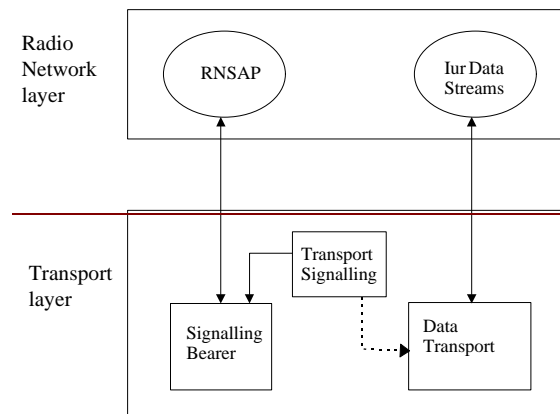 Radio
Network
layer
RNSAP
Iur Data
Streams
Transport
layer
Transport
Signalling
Signalling
Bearer
Data
Transport